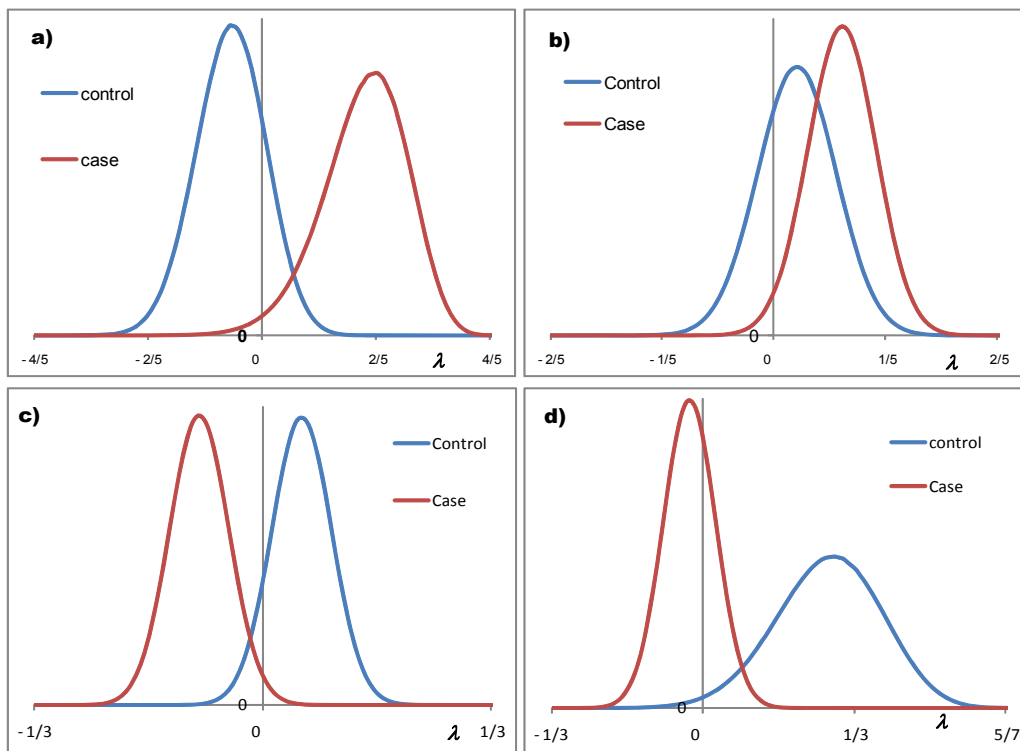 a)
control
case
0
- 4/5 - 2/5 0 2/5 λ 4/5
b)
Control
Case
0
- 2/5 - 1/5 0 1/5 λ 2/5
c)
Control
Case
0
- 1/3 0 λ 1/3
d)
control
Case
0
- 1/3 0 1/3 λ 5/7